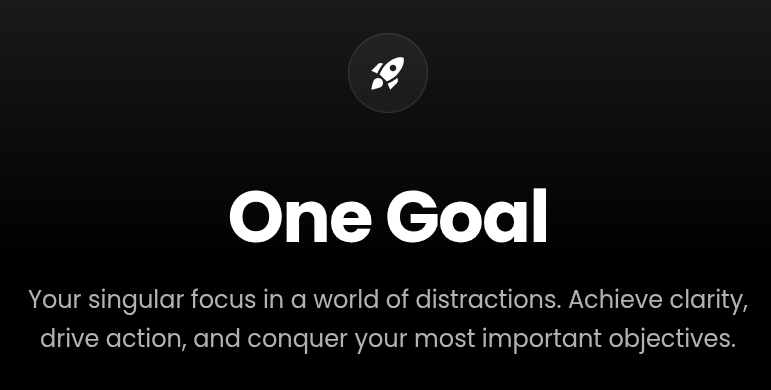 One Goal
Your singular focus in a world of distractions. Achieve clarity,
drive action, and conquer your most important objectives.